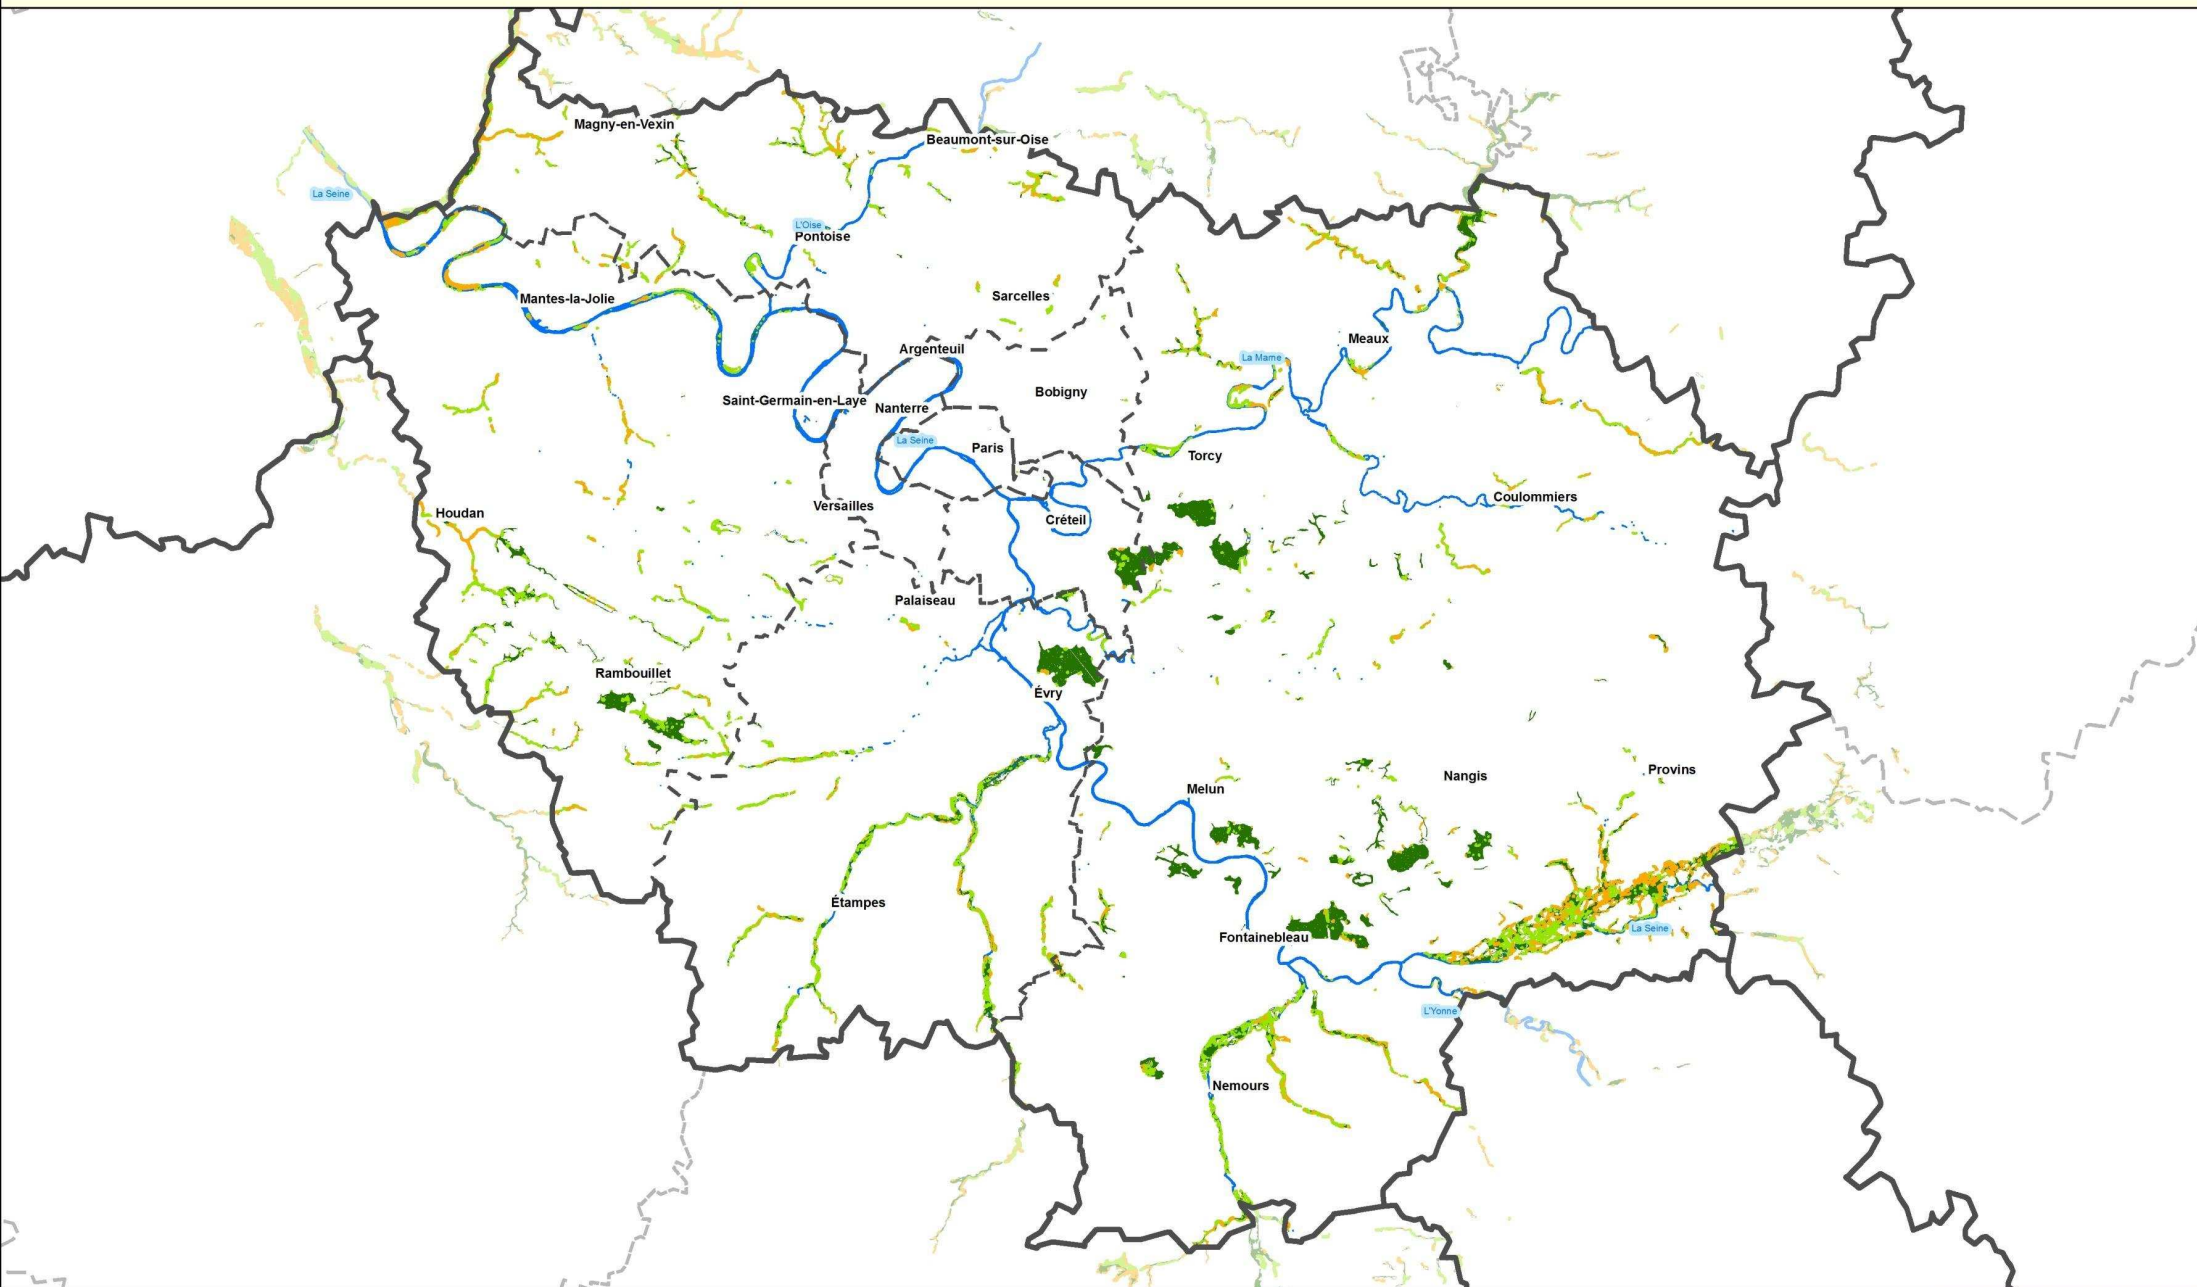 Magny-en-Vexin
Beaumont-sur-Oise
La Seine
L'Oise
Pontoise
Mantes-la-Jolie
Sarcelles
Meaux
Argenteuil
La Marne
Bobigny
Saint-Germain-en-Laye
Nanterre
La Seine
Paris
Torcy
Coulommiers
Houdan
Versailles
Créteil
Palaiseau
Rambouillet
Évry
Provins
Nangis
Melun
Étampes
La Seine
Fontainebleau
L'Yonne
Nemours